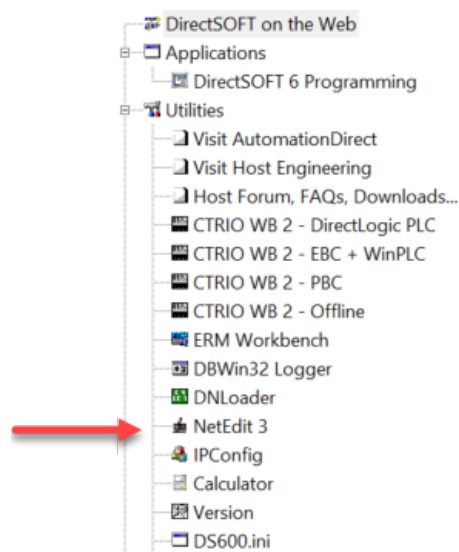 DirectSOFT on the Web
Applications
DirectSOFT 6 Programming
Utilities
Visit AutomationDirect
Visit Host Engineering
Host Forum, FAQs, Downloads...
CTRIO WB 2 - DirectLogic PLC
CTRIO WB 2 - EBC + WinPLC
CTRIO WB 2 - PBC
CTRIO WB 2 - Offline
ERM Workbench
DBWin32 Logger
DNLoader
NetEdit 3
IPConfig
Calculator
Version
DS600.ini